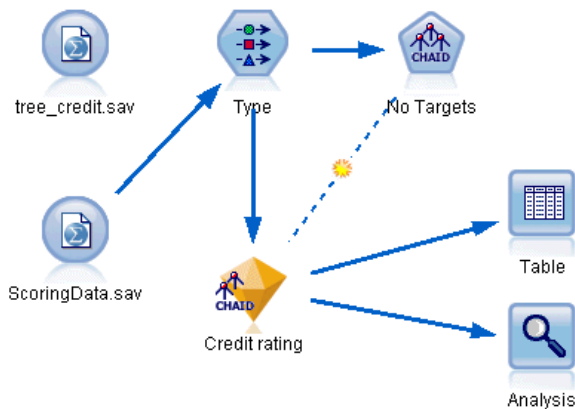 tree_credit.sav
Type
CHAID
No Targets
ScoringData.sav
CHAID
Credit rating
Table
Analysis